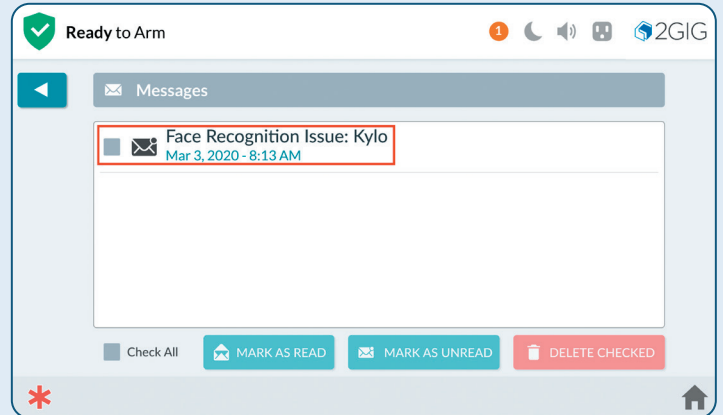 Ready to Arm
1
2GIG
Messages
Face Recognition Issue: Kylo
Mar 3, 2020 - 8:13 AM
Check All
MARK AS READ
MARK AS UNREAD
DELETE CHECKED